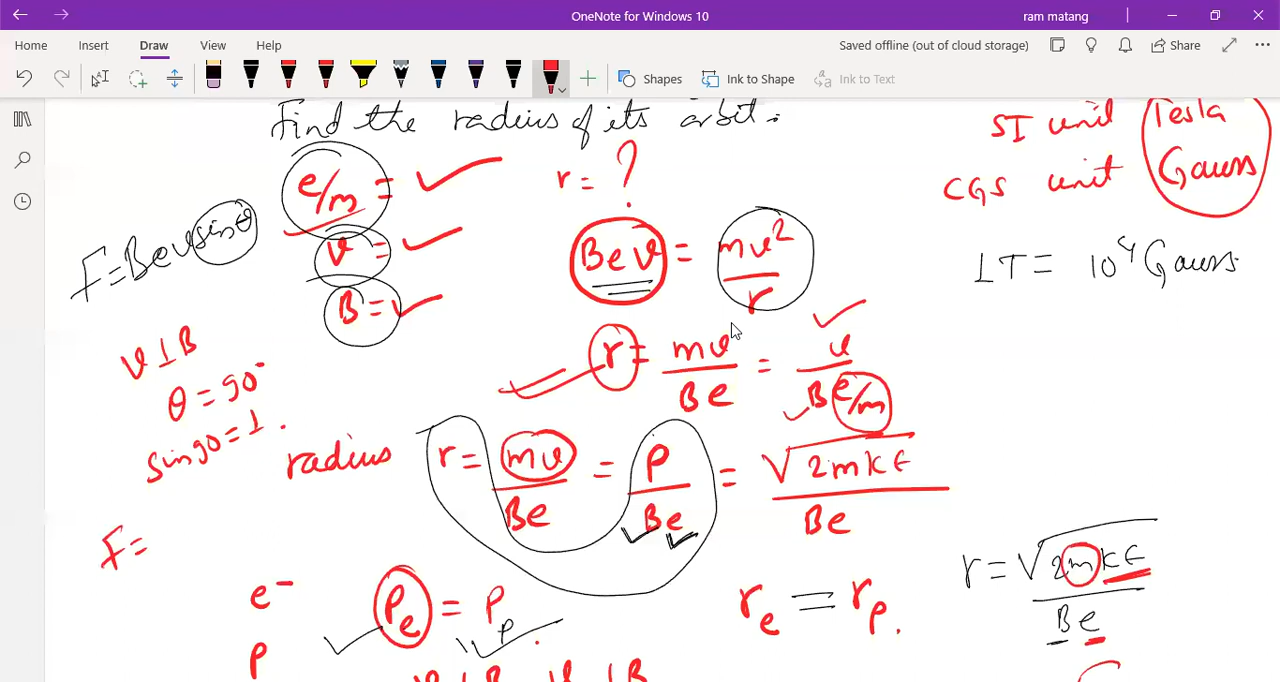 OneNote for Windows 10
ram matang
Home Insert Draw View Help
Saved offline (out of cloud storage)
Share
Shapes
Ink to Shape
Ink to Text
Find the radius of its orbit.
SI unit Tesla
CGS unit Gauss
1T = 10⁴ Gauss
e/m =
v =
B =
r = ?
F = Bev sinθ
Bev = mv²/r
v ⊥ B
θ = 90°
sin90 = 1.
r = mv/Be = v/B e/m
radius r = mv/Be = p/Be = √2mKE/Be
F =
r = √2mKE/Be
e⁻
p
Pe = Pp
re = rp.